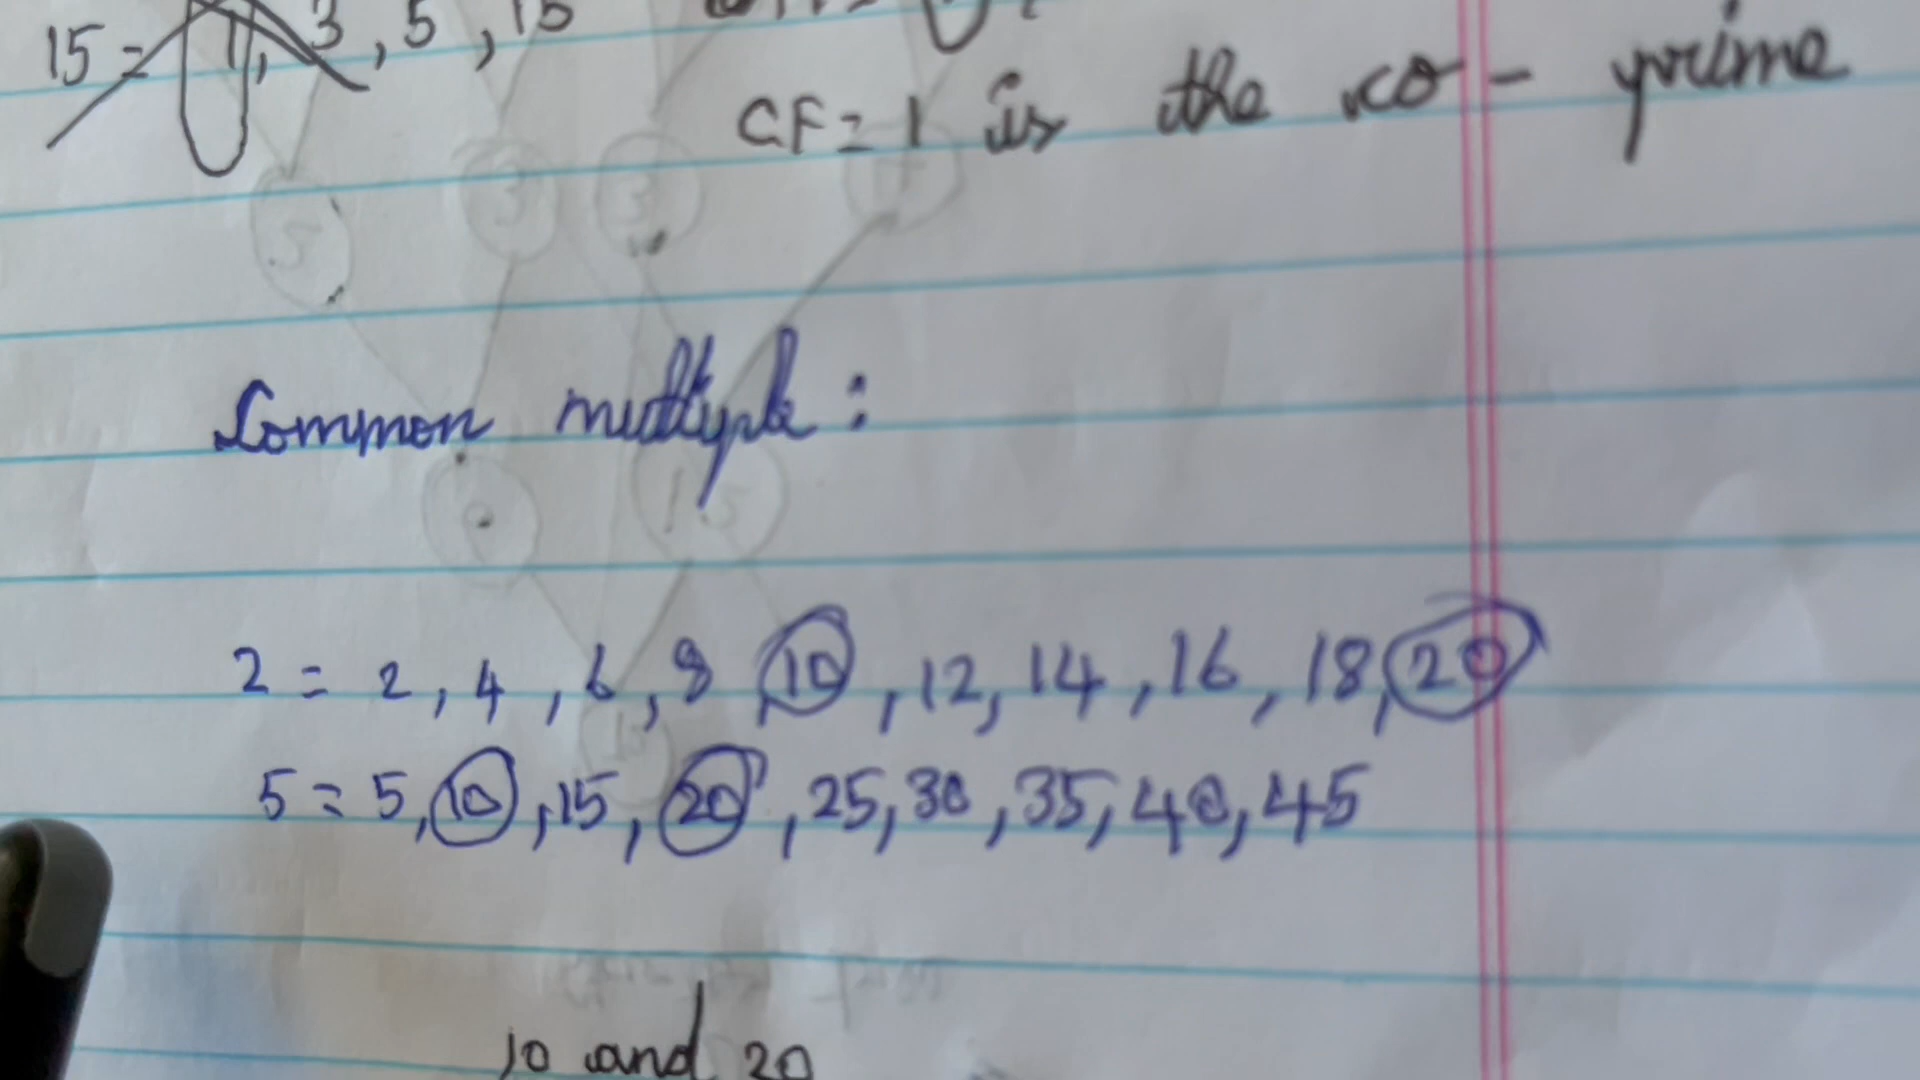 15 = 1, 3, 5, 15
CF = 1 is the co - prime
Common multiple :
2 = 2, 4, 6, 8 10, 12, 14, 16, 18, 20
5 = 5, 10, 15, 20, 25, 30, 35, 40, 45
10 and 20